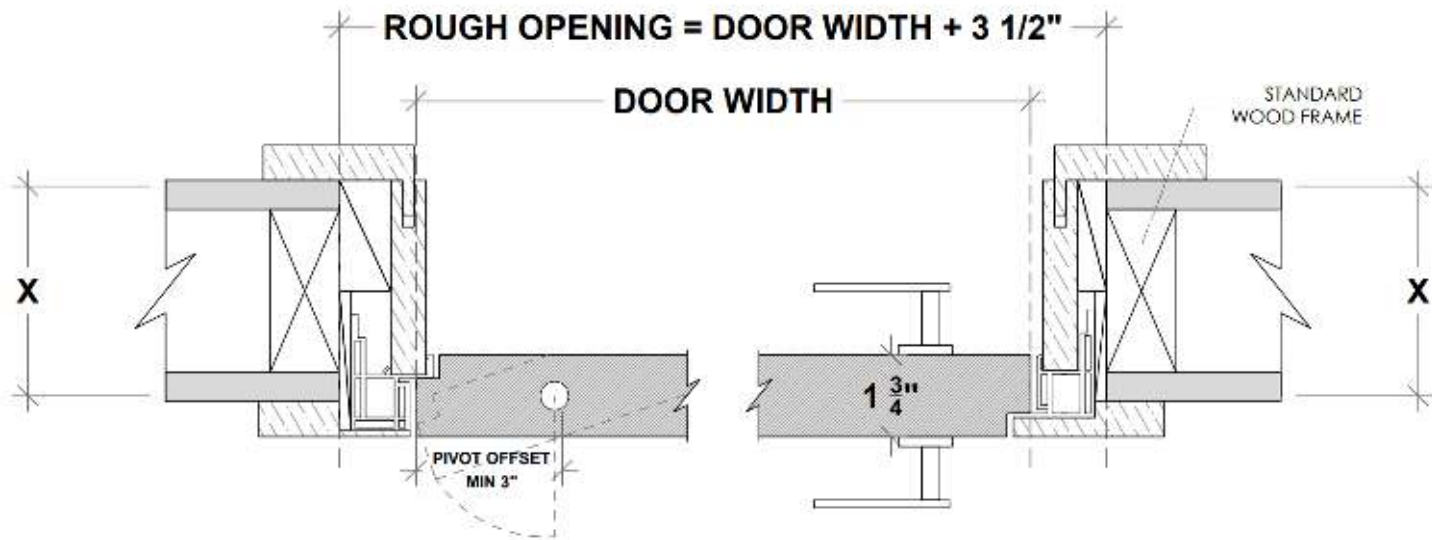 ROUGH OPENING = DOOR WIDTH + 3 1/2"
DOOR WIDTH
STANDARD
WOOD FRAME
X
X
1 3/4"
PIVOT OFFSET
MIN 3"